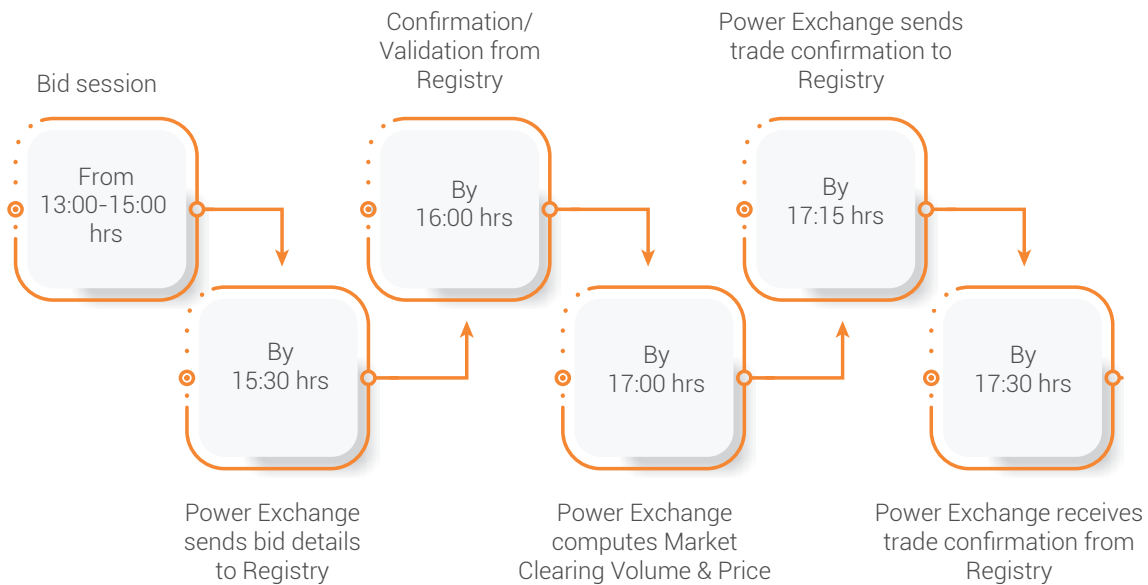 Bid session
From
13:00-15:00
hrs
By
15:30 hrs
Power Exchange
sends bid details
to Registry
Confirmation/
Validation from
Registry
By
16:00 hrs
By
17:00 hrs
Power Exchange
computes Market
Clearing Volume & Price
Power Exchange sends
trade confirmation to
Registry
By
17:15 hrs
By
17:30 hrs
Power Exchange receives
trade confirmation from
Registry